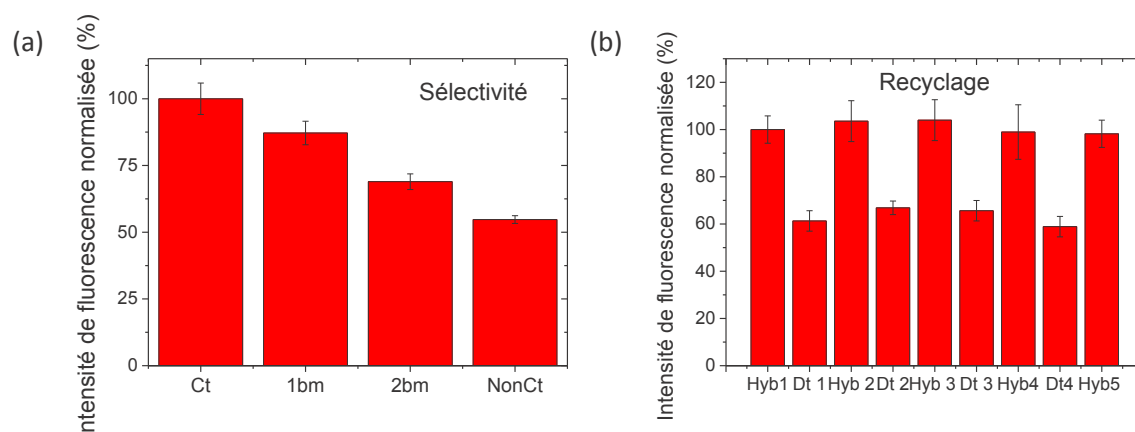 (a)
ntensité de fluorescence normalisée (%)
Sélectivité
100
75
50
25
0
Ct 1bm 2bm NonCt
(b)
Intensité de fluorescence normalisée (%)
Recyclage
120
100
80
60
40
20
0
Hyb1 Dt 1 Hyb 2 Dt 2 Hyb 3 Dt 3 Hyb4 Dt4 Hyb5